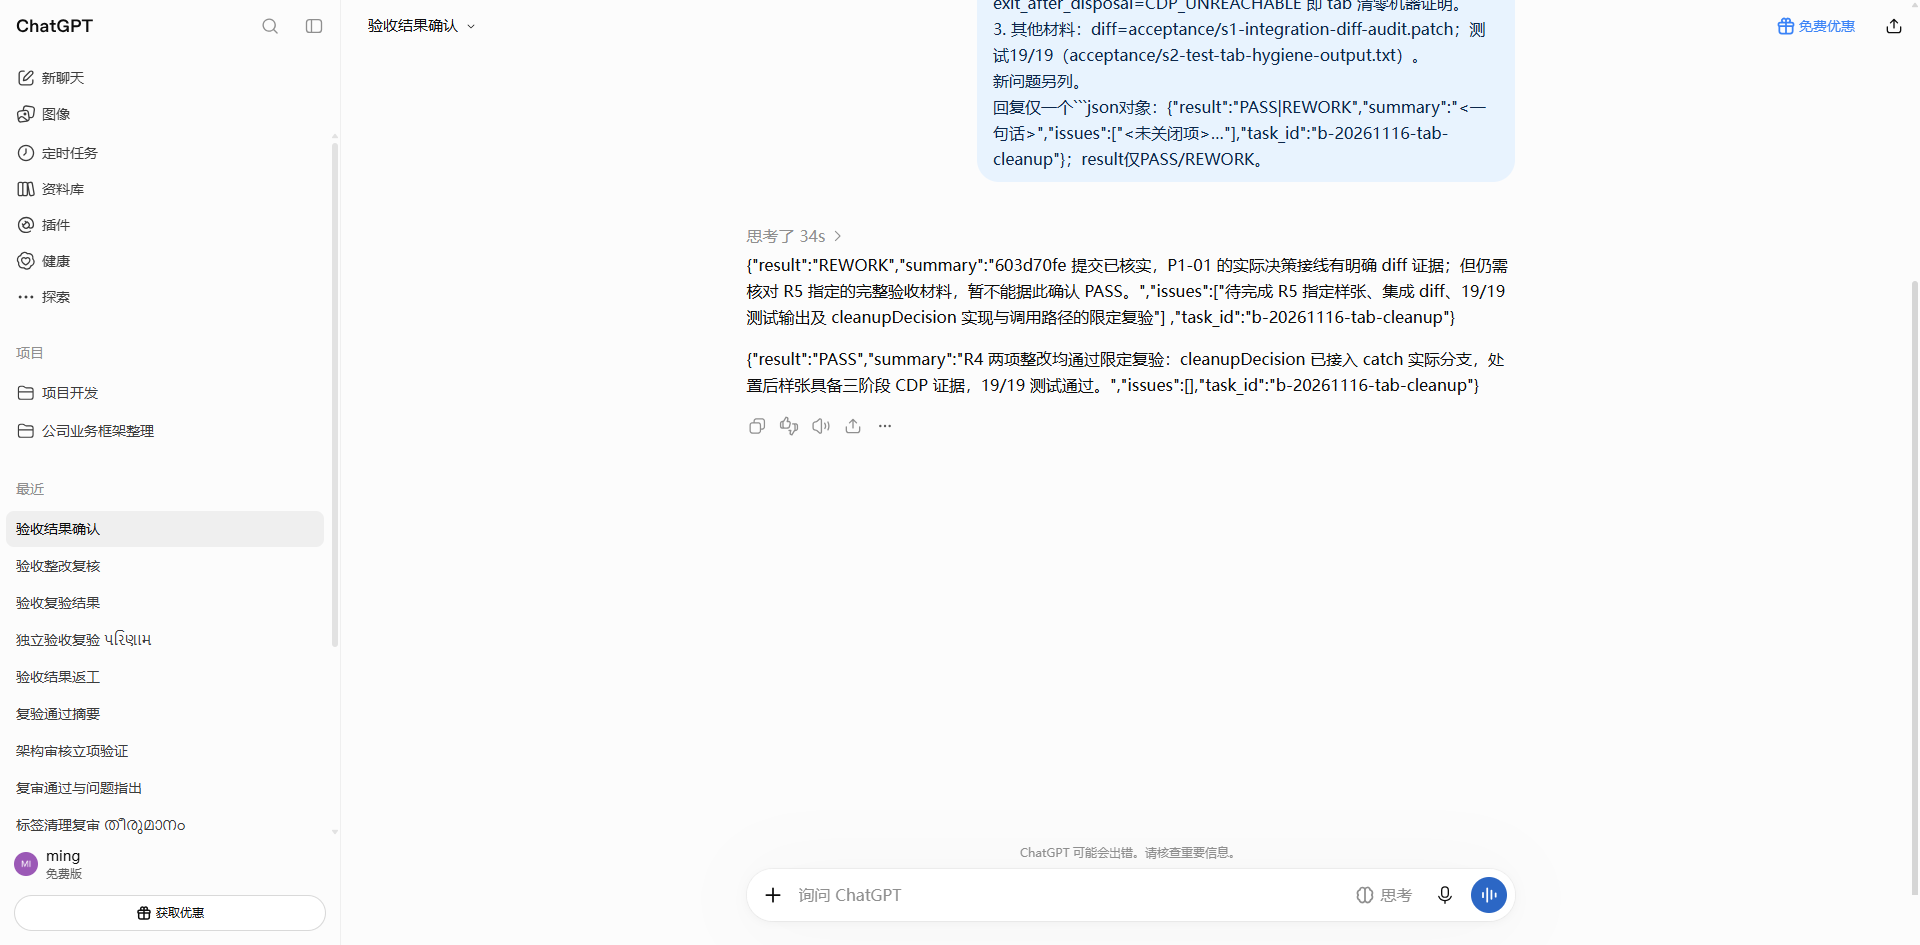 ChatGPT
新聊天
图像
定时任务
资料库
插件
健康
探索
项目
项目开发
公司业务框架整理
最近
验收结果确认
验收整改复核
验收复验结果
独立验收复验 પરિણામ
验收结果返工
复验通过摘要
架构审核立项验证
复审通过与问题指出
标签清理复审 തീരുമാനം
MI
ming
免费版
获取优惠
验收结果确认
免费优惠
exit_after_disposal=CDP_UNREACHABLE 即 tab 清零机器证明。
3. 其他材料：diff=acceptance/s1-integration-diff-audit.patch；测
试19/19（acceptance/s2-test-tab-hygiene-output.txt）。
新问题另列。
回复仅一个```json对象：{"result":"PASS|REWORK","summary":"<一
句话>","issues":["<未关闭项>..."],"task_id":"b-20261116-tab-
cleanup"}；result仅PASS/REWORK。
思考了 34s
{"result":"REWORK","summary":"603d70fe 提交已核实，P1-01 的实际决策接线有明确 diff 证据；但仍需
核对 R5 指定的完整验收材料，暂不能据此确认 PASS。","issues":["待完成 R5 指定样张、集成 diff、19/19
测试输出及 cleanupDecision 实现与调用路径的限定复验"] ,"task_id":"b-20261116-tab-cleanup"}
{"result":"PASS","summary":"R4 两项整改均通过限定复验：cleanupDecision 已接入 catch 实际分支，处
置后样张具备三阶段 CDP 证据，19/19 测试通过。","issues":[],"task_id":"b-20261116-tab-cleanup"}
ChatGPT 可能会出错。请核查重要信息。
询问 ChatGPT
思考